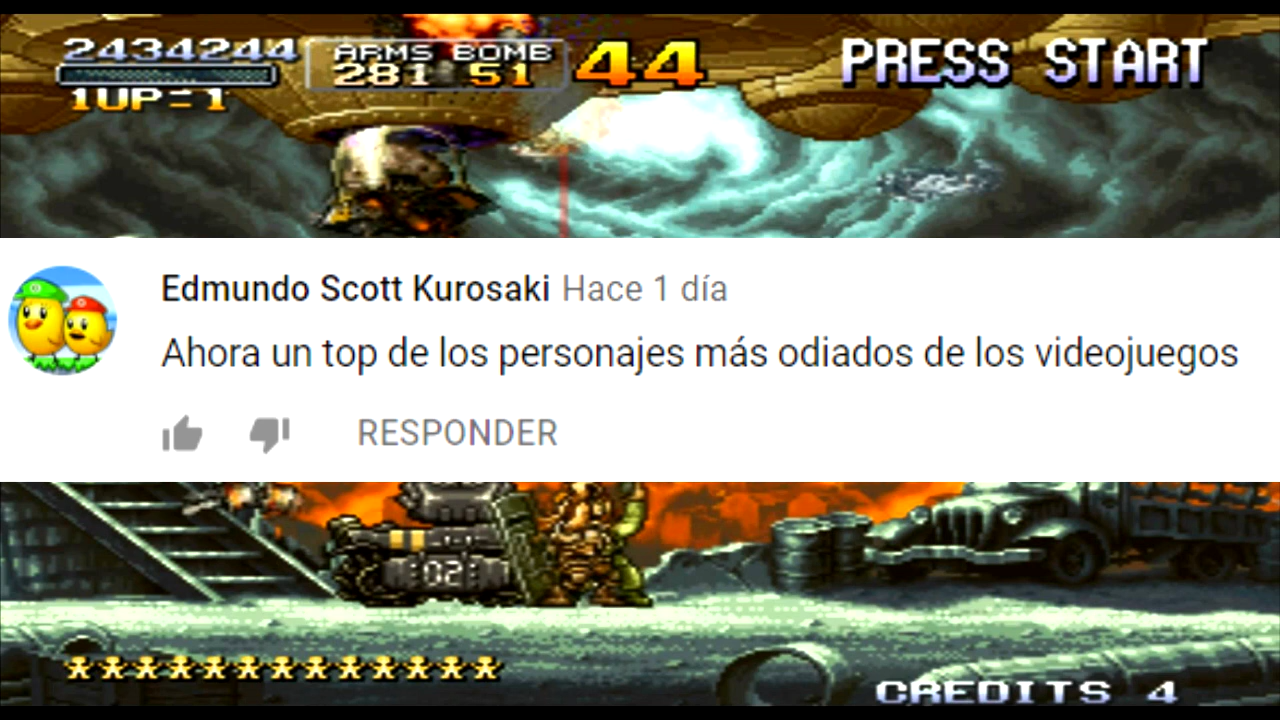 2434244
ARMS BOMB
281 51
44
PRESS START
1UP=1
Edmundo Scott Kurosaki Hace 1 día
Ahora un top de los personajes más odiados de los videojuegos
RESPONDER
02
CREDITS 4